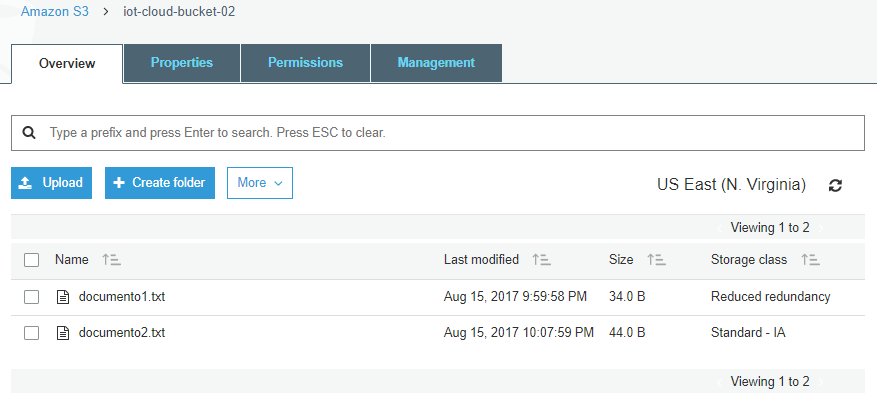 Amazon S3 > iot-cloud-bucket-02
Overview Properties Permissions Management
Type a prefix and press Enter to search. Press ESC to clear.
Upload + Create folder More US East (N. Virginia)
Viewing 1 to 2
Name Last modified Size Storage class
documento1.txt Aug 15, 2017 9:59:58 PM 34.0 B Reduced redundancy
documento2.txt Aug 15, 2017 10:07:59 PM 44.0 B Standard - IA
Viewing 1 to 2